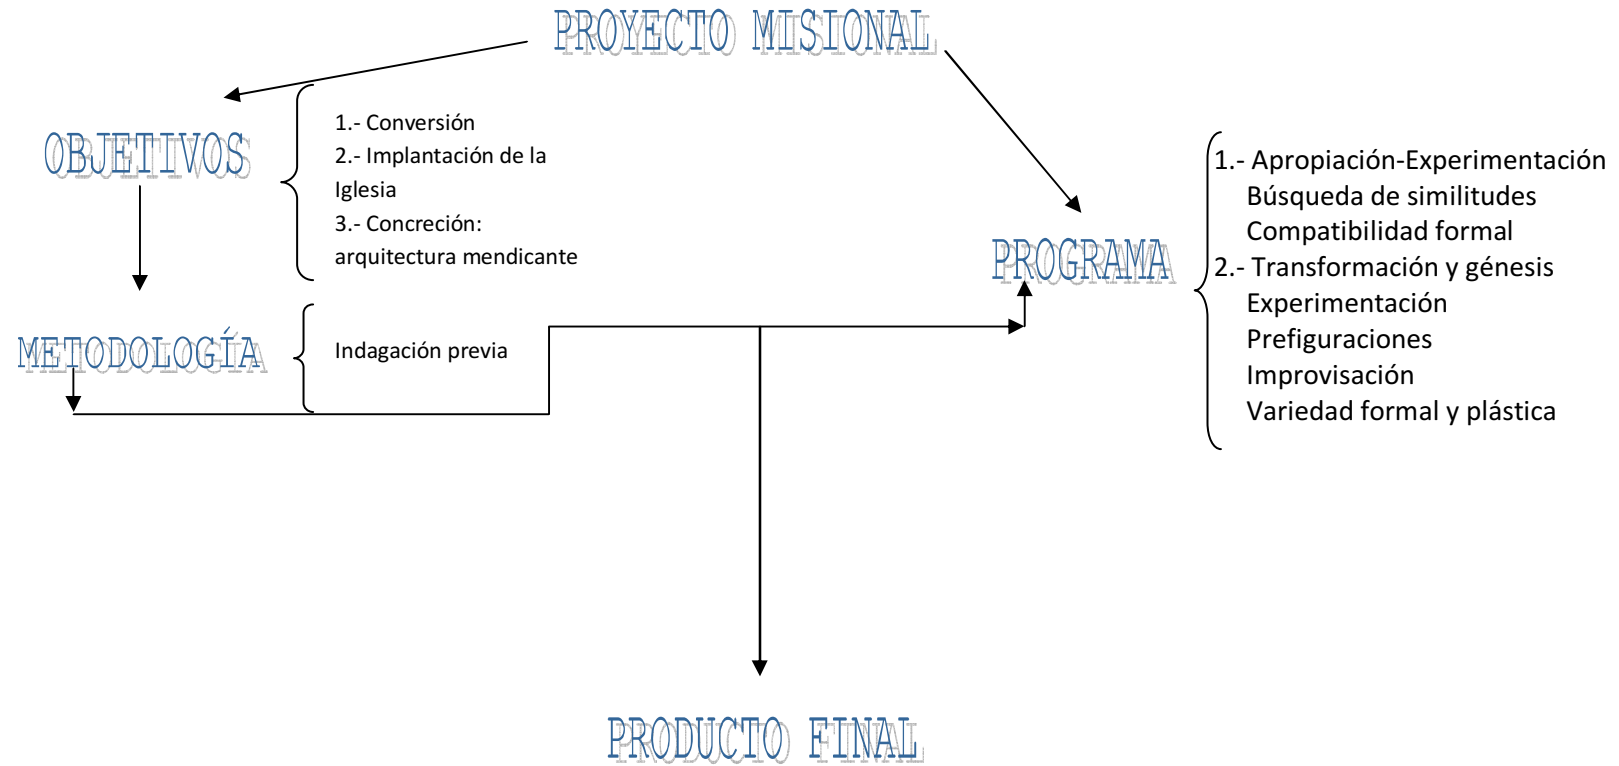 PROYECTO MISIONAL
OBJETIVOS
1.- Conversión
2.- Implantación de la
Iglesia
3.- Concreción:
arquitectura mendicante
METODOLOGÍA
Indagación previa
PROGRAMA
1.- Apropiación-Experimentación
Búsqueda de similitudes
Compatibilidad formal
2.- Transformación y génesis
Experimentación
Prefiguraciones
Improvisación
Variedad formal y plástica
PRODUCTO FINAL